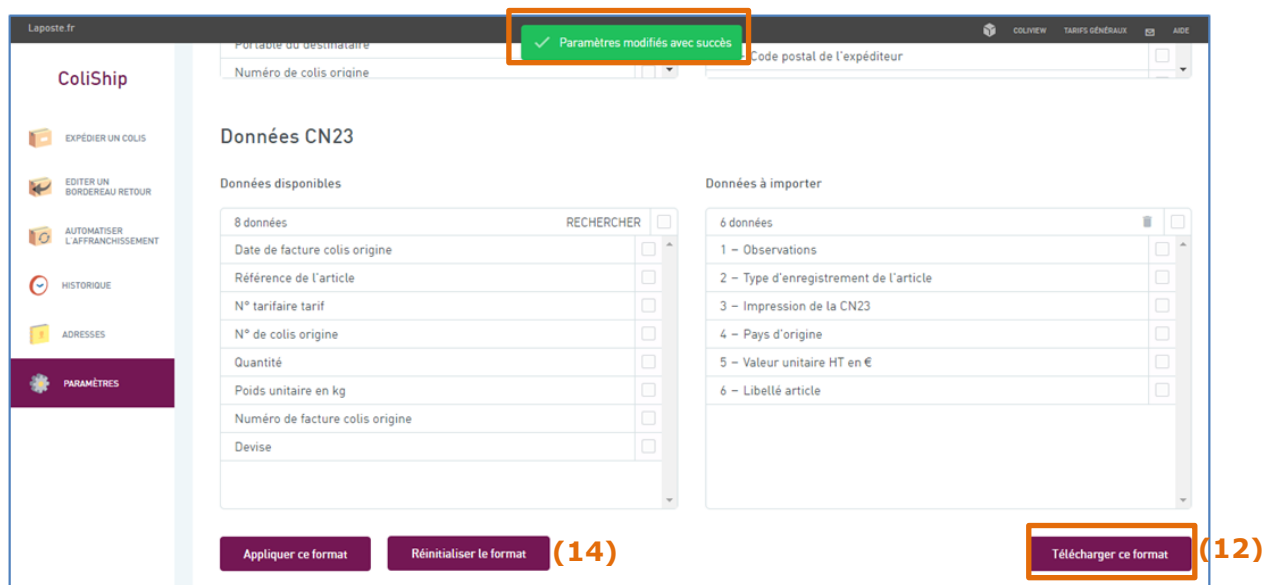 Laposte.fr
Paramètres modifiés avec succès
COLIVIEW
TARIFS GÉNÉRAUX
AIDE
ColiShip
EXPÉDIER UN COLIS
EDITER UN
BORDEREAU RETOUR
AUTOMATISER
L'AFFRANCHISSEMENT
HISTORIQUE
ADRESSES
PARAMÈTRES
Portable du destinataire
Numéro de colis origine
Code postal de l'expéditeur
Données CN23
Données disponibles
8 données
RECHERCHER
Date de facture colis origine
Référence de l'article
N° tarifaire tarif
N° de colis origine
Quantité
Poids unitaire en kg
Numéro de facture colis origine
Devise
Données à importer
6 données
1 – Observations
2 – Type d'enregistrement de l'article
3 – Impression de la CN23
4 – Pays d'origine
5 – Valeur unitaire HT en €
6 – Libellé article
Appliquer ce format
Réinitialiser le format
(14)
Télécharger ce format
(12)